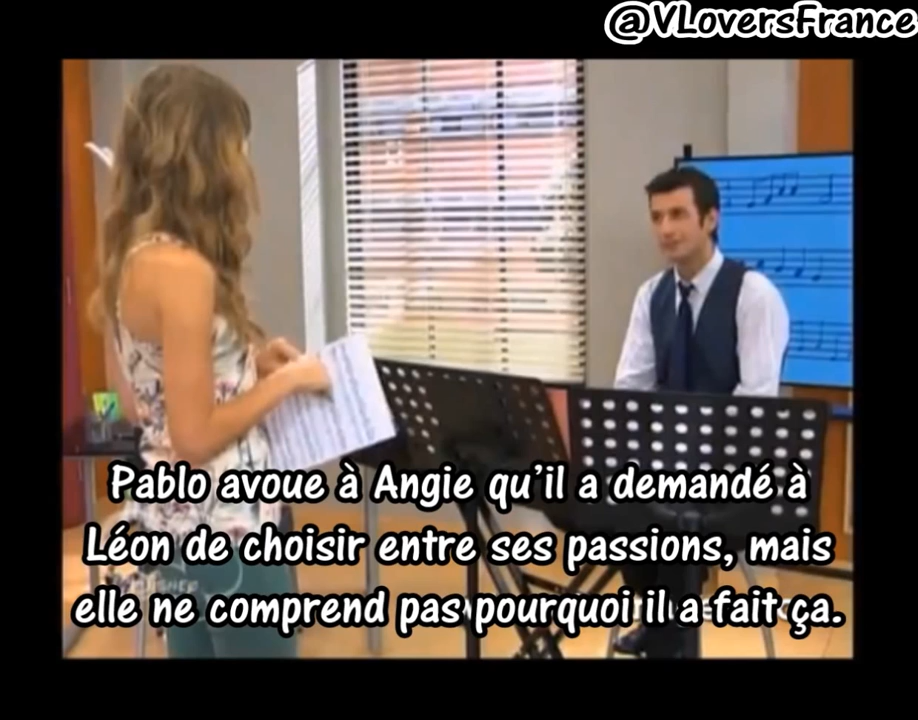 @VLoversFrance
Pablo avoue à Angie qu'il a demandé à
Léon de choisir entre ses passions, mais
elle ne comprend pas pourquoi il a fait ça.